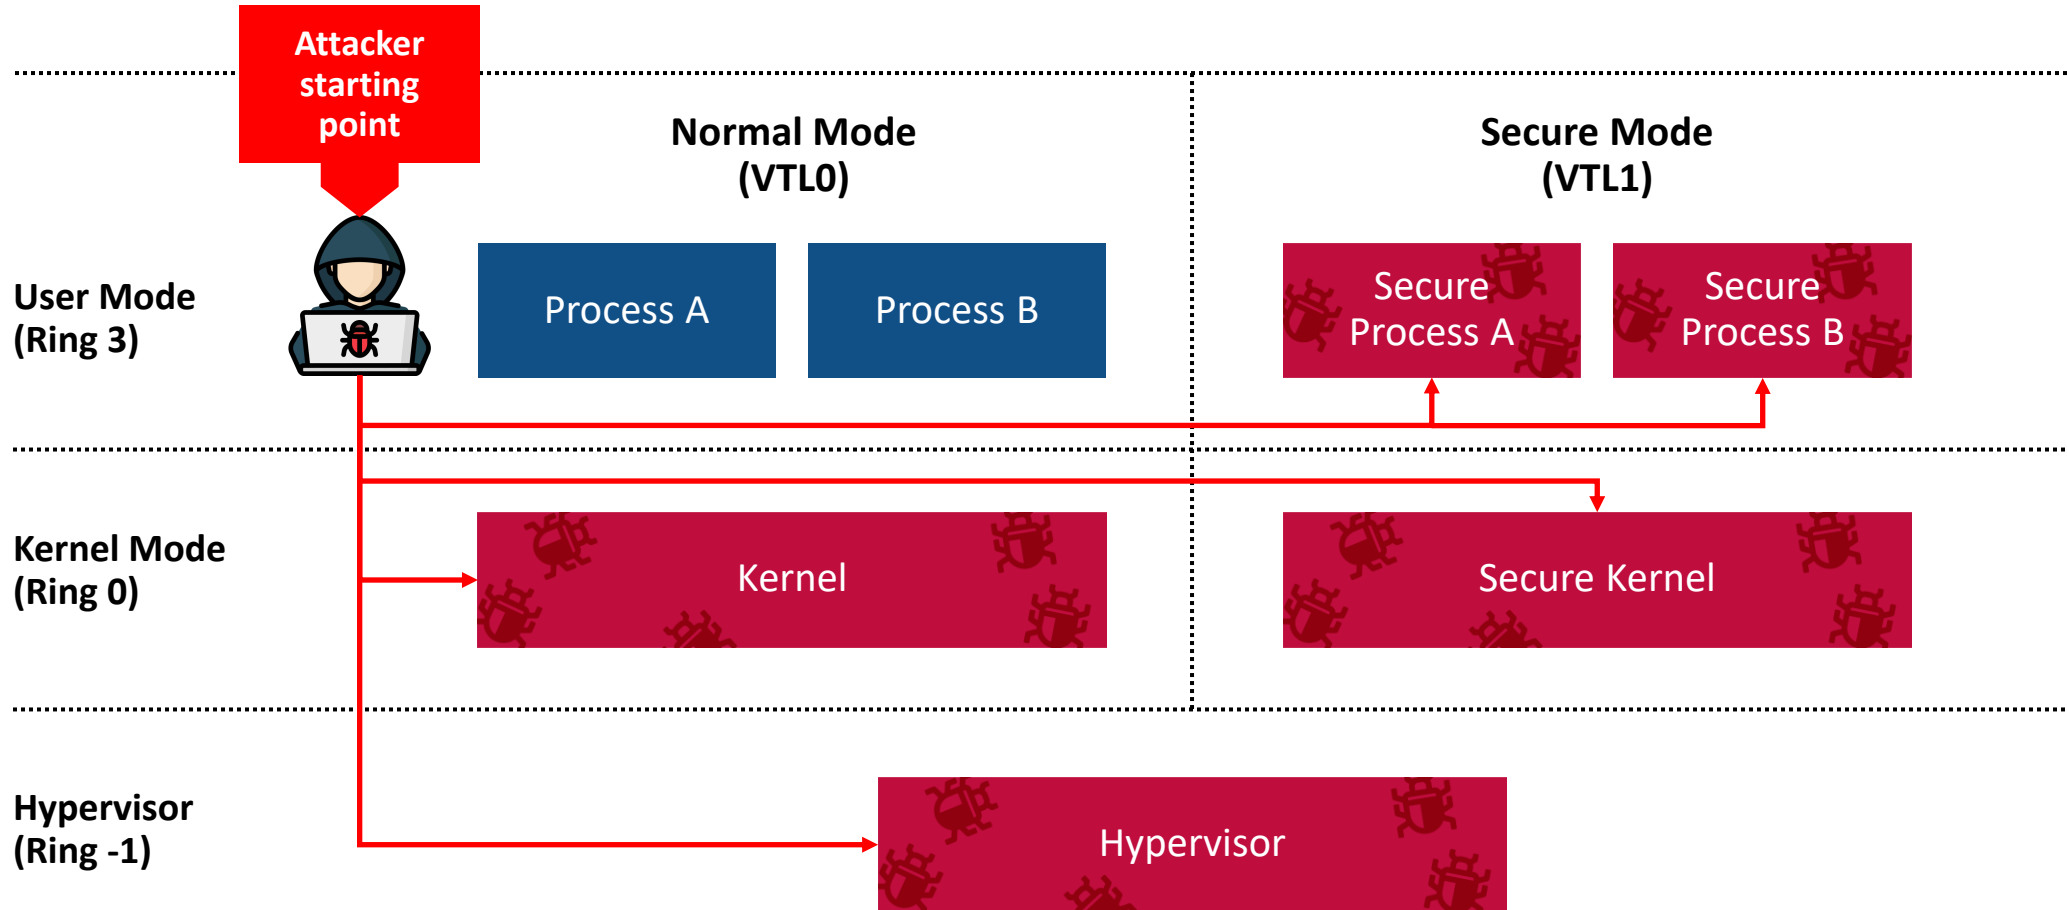 Attacker
starting
point
Normal Mode
(VTL0)
Secure Mode
(VTL1)
User Mode
(Ring 3)
Process A
Process B
Secure
Process A
Secure
Process B
Kernel Mode
(Ring 0)
Kernel
Secure Kernel
Hypervisor
(Ring -1)
Hypervisor